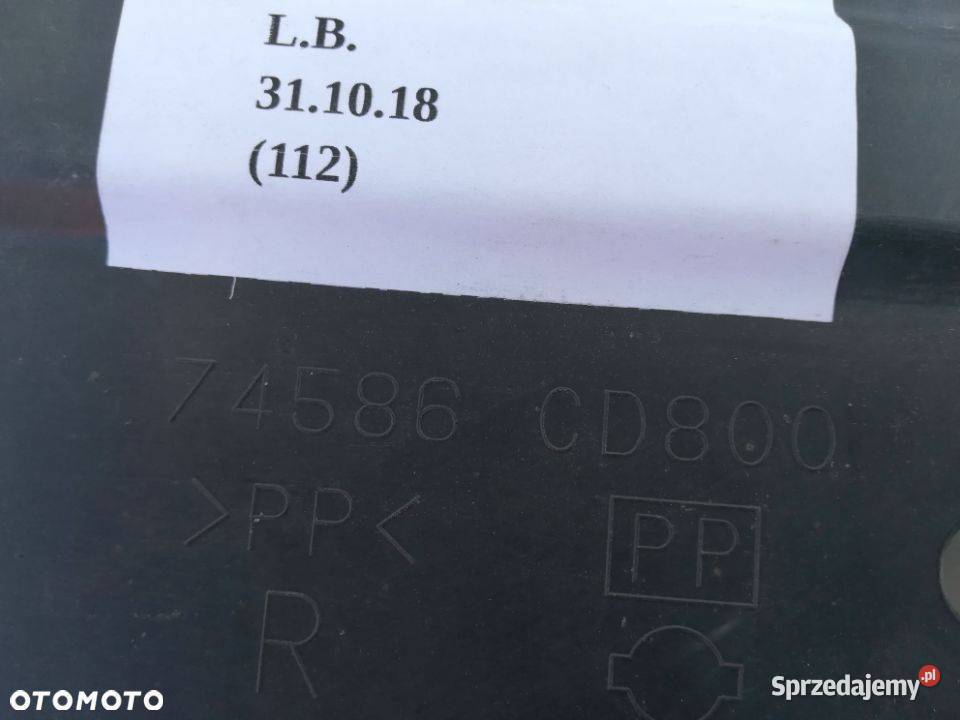 L.B.
31.10.18
(112)
74586 CD800
>PP< PP
R
OTOMOTO
Sprzedajemy.pl